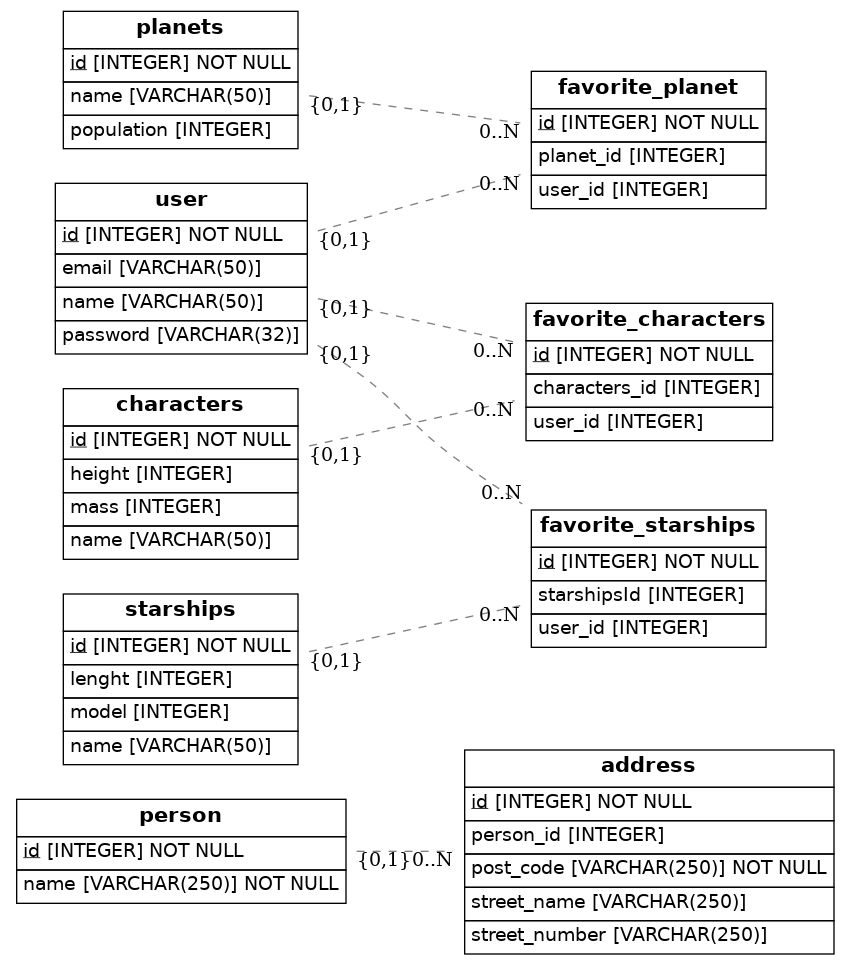 planets
id [INTEGER] NOT NULL
name [VARCHAR(50)]
population [INTEGER]
{0,1}
0..N
favorite_planet
id [INTEGER] NOT NULL
planet_id [INTEGER]
user_id [INTEGER]
user
id [INTEGER] NOT NULL
email [VARCHAR(50)]
name [VARCHAR(50)]
password [VARCHAR(32)]
0..N
{0,1}
{0,1}
0..N
{0,1}
favorite_characters
id [INTEGER] NOT NULL
characters_id [INTEGER]
user_id [INTEGER]
characters
id [INTEGER] NOT NULL
height [INTEGER]
mass [INTEGER]
name [VARCHAR(50)]
0..N
{0,1}
0..N
favorite_starships
id [INTEGER] NOT NULL
starshipsId [INTEGER]
user_id [INTEGER]
starships
id [INTEGER] NOT NULL
lenght [INTEGER]
model [INTEGER]
name [VARCHAR(50)]
0..N
{0,1}
person
id [INTEGER] NOT NULL
name [VARCHAR(250)] NOT NULL
{0,1}0..N
address
id [INTEGER] NOT NULL
person_id [INTEGER]
post_code [VARCHAR(250)] NOT NULL
street_name [VARCHAR(250)]
street_number [VARCHAR(250)]